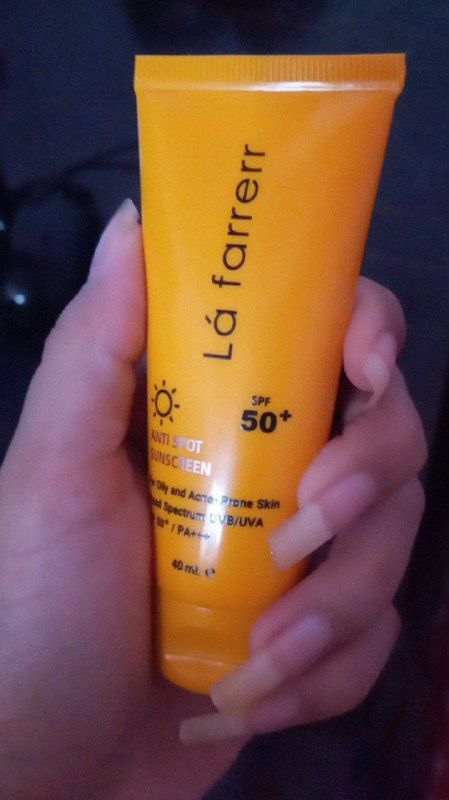 Lá farrerr
SPF
50+
ANTI SPOT
SUNSCREEN
Oily and Acne-Prone Skin
Spectrum UVB/UVA
50+ / PA+++
40 mL e